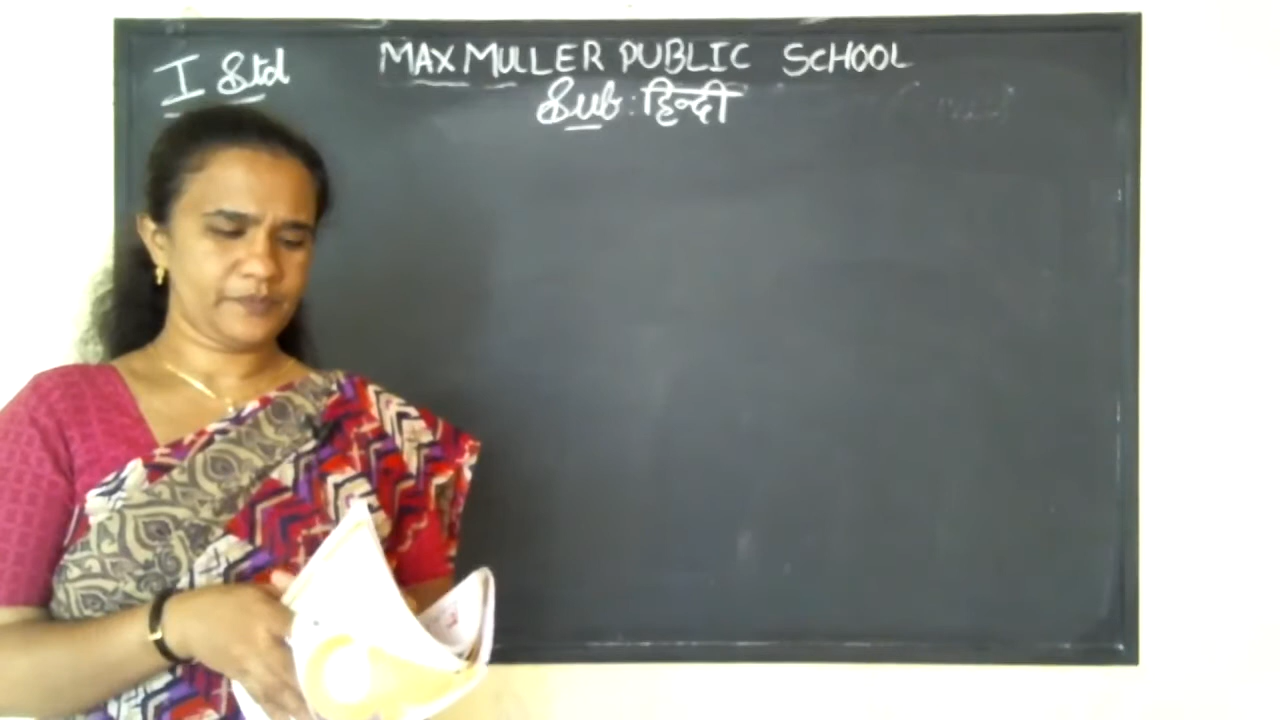 I Std
MAX MULLER PUBLIC SCHOOL
Sub : हिन्दी